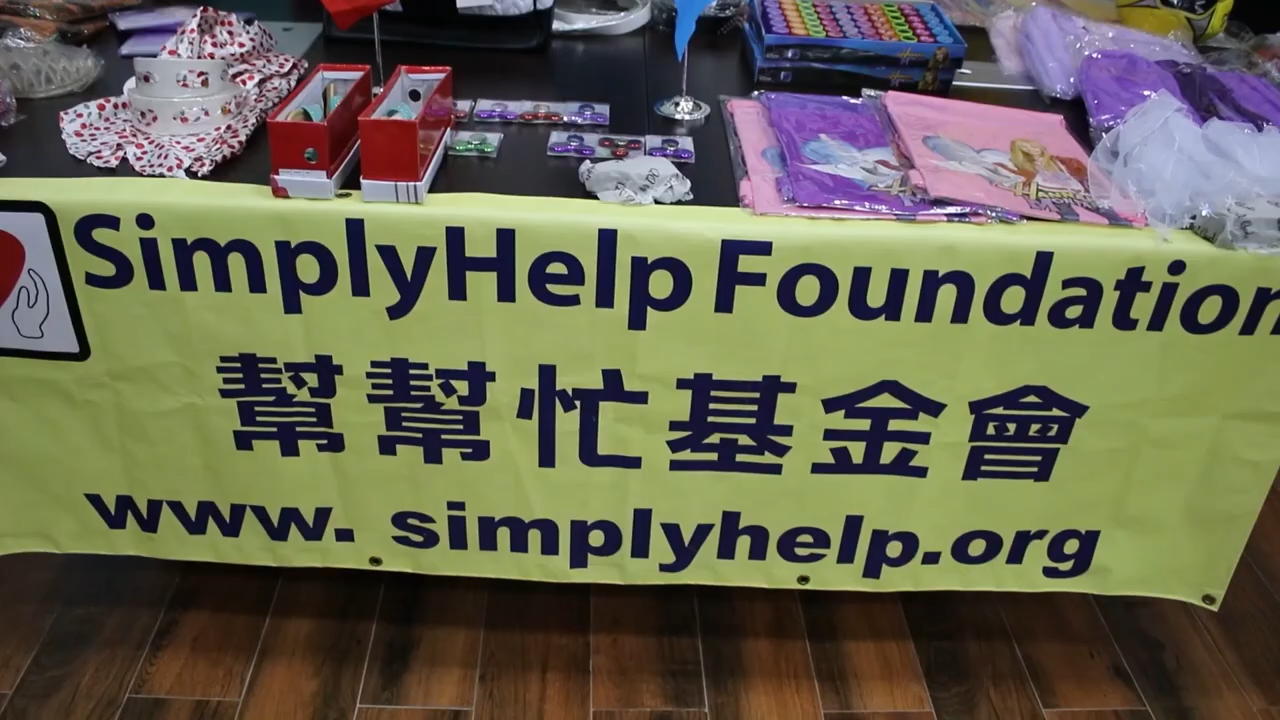 SimplyHelp Foundation
幫幫忙基金會
www. simplyhelp.org